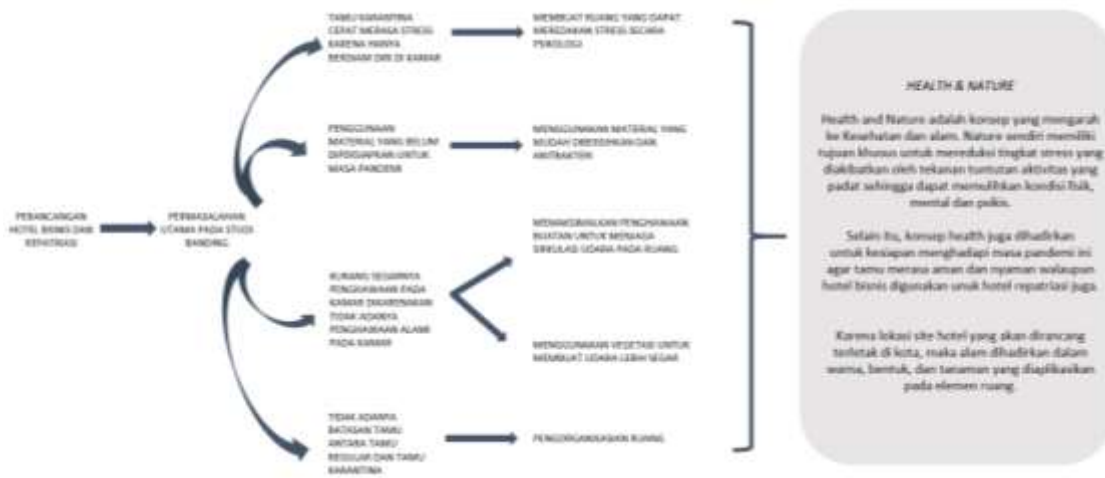 PERANCANGAN
HOTEL BISNIS DAN
REPATRIASI
PERMASALAHAN
UTAMA PADA STUDI
BANDING
TAMU KARANTINA
CEPAT MERASA STRESS
KARENA HANYA
BERDIAM DIRI DI KAMAR
MEMBUAT RUANG YANG DAPAT
MEREDAKAN STRESS SECARA
PSIKOLOGI
PENGGUNAAN
MATERIAL YANG BELUM
DIPERSIAPKAN UNTUK
MASA PANDEMI
MENGGUNAKAN MATERIAL YANG
MUDAH DIBERSIHKAN DAN
ANTIBAKTERI
KURANG SEGARNYA
PENGHAWAAN PADA
KAMAR DIKARENAKAN
TIDAK ADANYA
PENGHAWAAN ALAMI
PADA KAMAR
MEMAKSIMALKAN PENGHAWAAN
BUATAN UNTUK MENJAGA
SIRKULASI UDARA PADA RUANG
MENGGUNAKAN VEGETASI UNTUK
MEMBUAT UDARA LEBIH SEGAR
TIDAK ADANYA
BATASAN TAMU
ANTARA TAMU
REGULAR DAN TAMU
KARANTINA
PENGORGANISASIAN RUANG
HEALTH & NATURE
Health and Nature adalah konsep yang mengarah
ke Kesehatan dan alam. Nature sendiri memiliki
tujuan khusus untuk mereduksi tingkat stress yang
diakibatkan oleh tekanan tuntutan aktivitas yang
padat sehingga dapat memulihkan kondisi fisik,
mental dan psikis.
Selain itu, konsep health juga dihadirkan
untuk kesiapan menghadapi masa pandemi ini
agar tamu merasa aman dan nyaman walaupun
hotel bisnis digunakan unuk hotel repatriasi juga.
Karena lokasi site hotel yang akan dirancang
terletak di kota, maka alam dihadirkan dalam
warna, bentuk, dan tanaman yang diaplikasikan
pada elemen ruang.